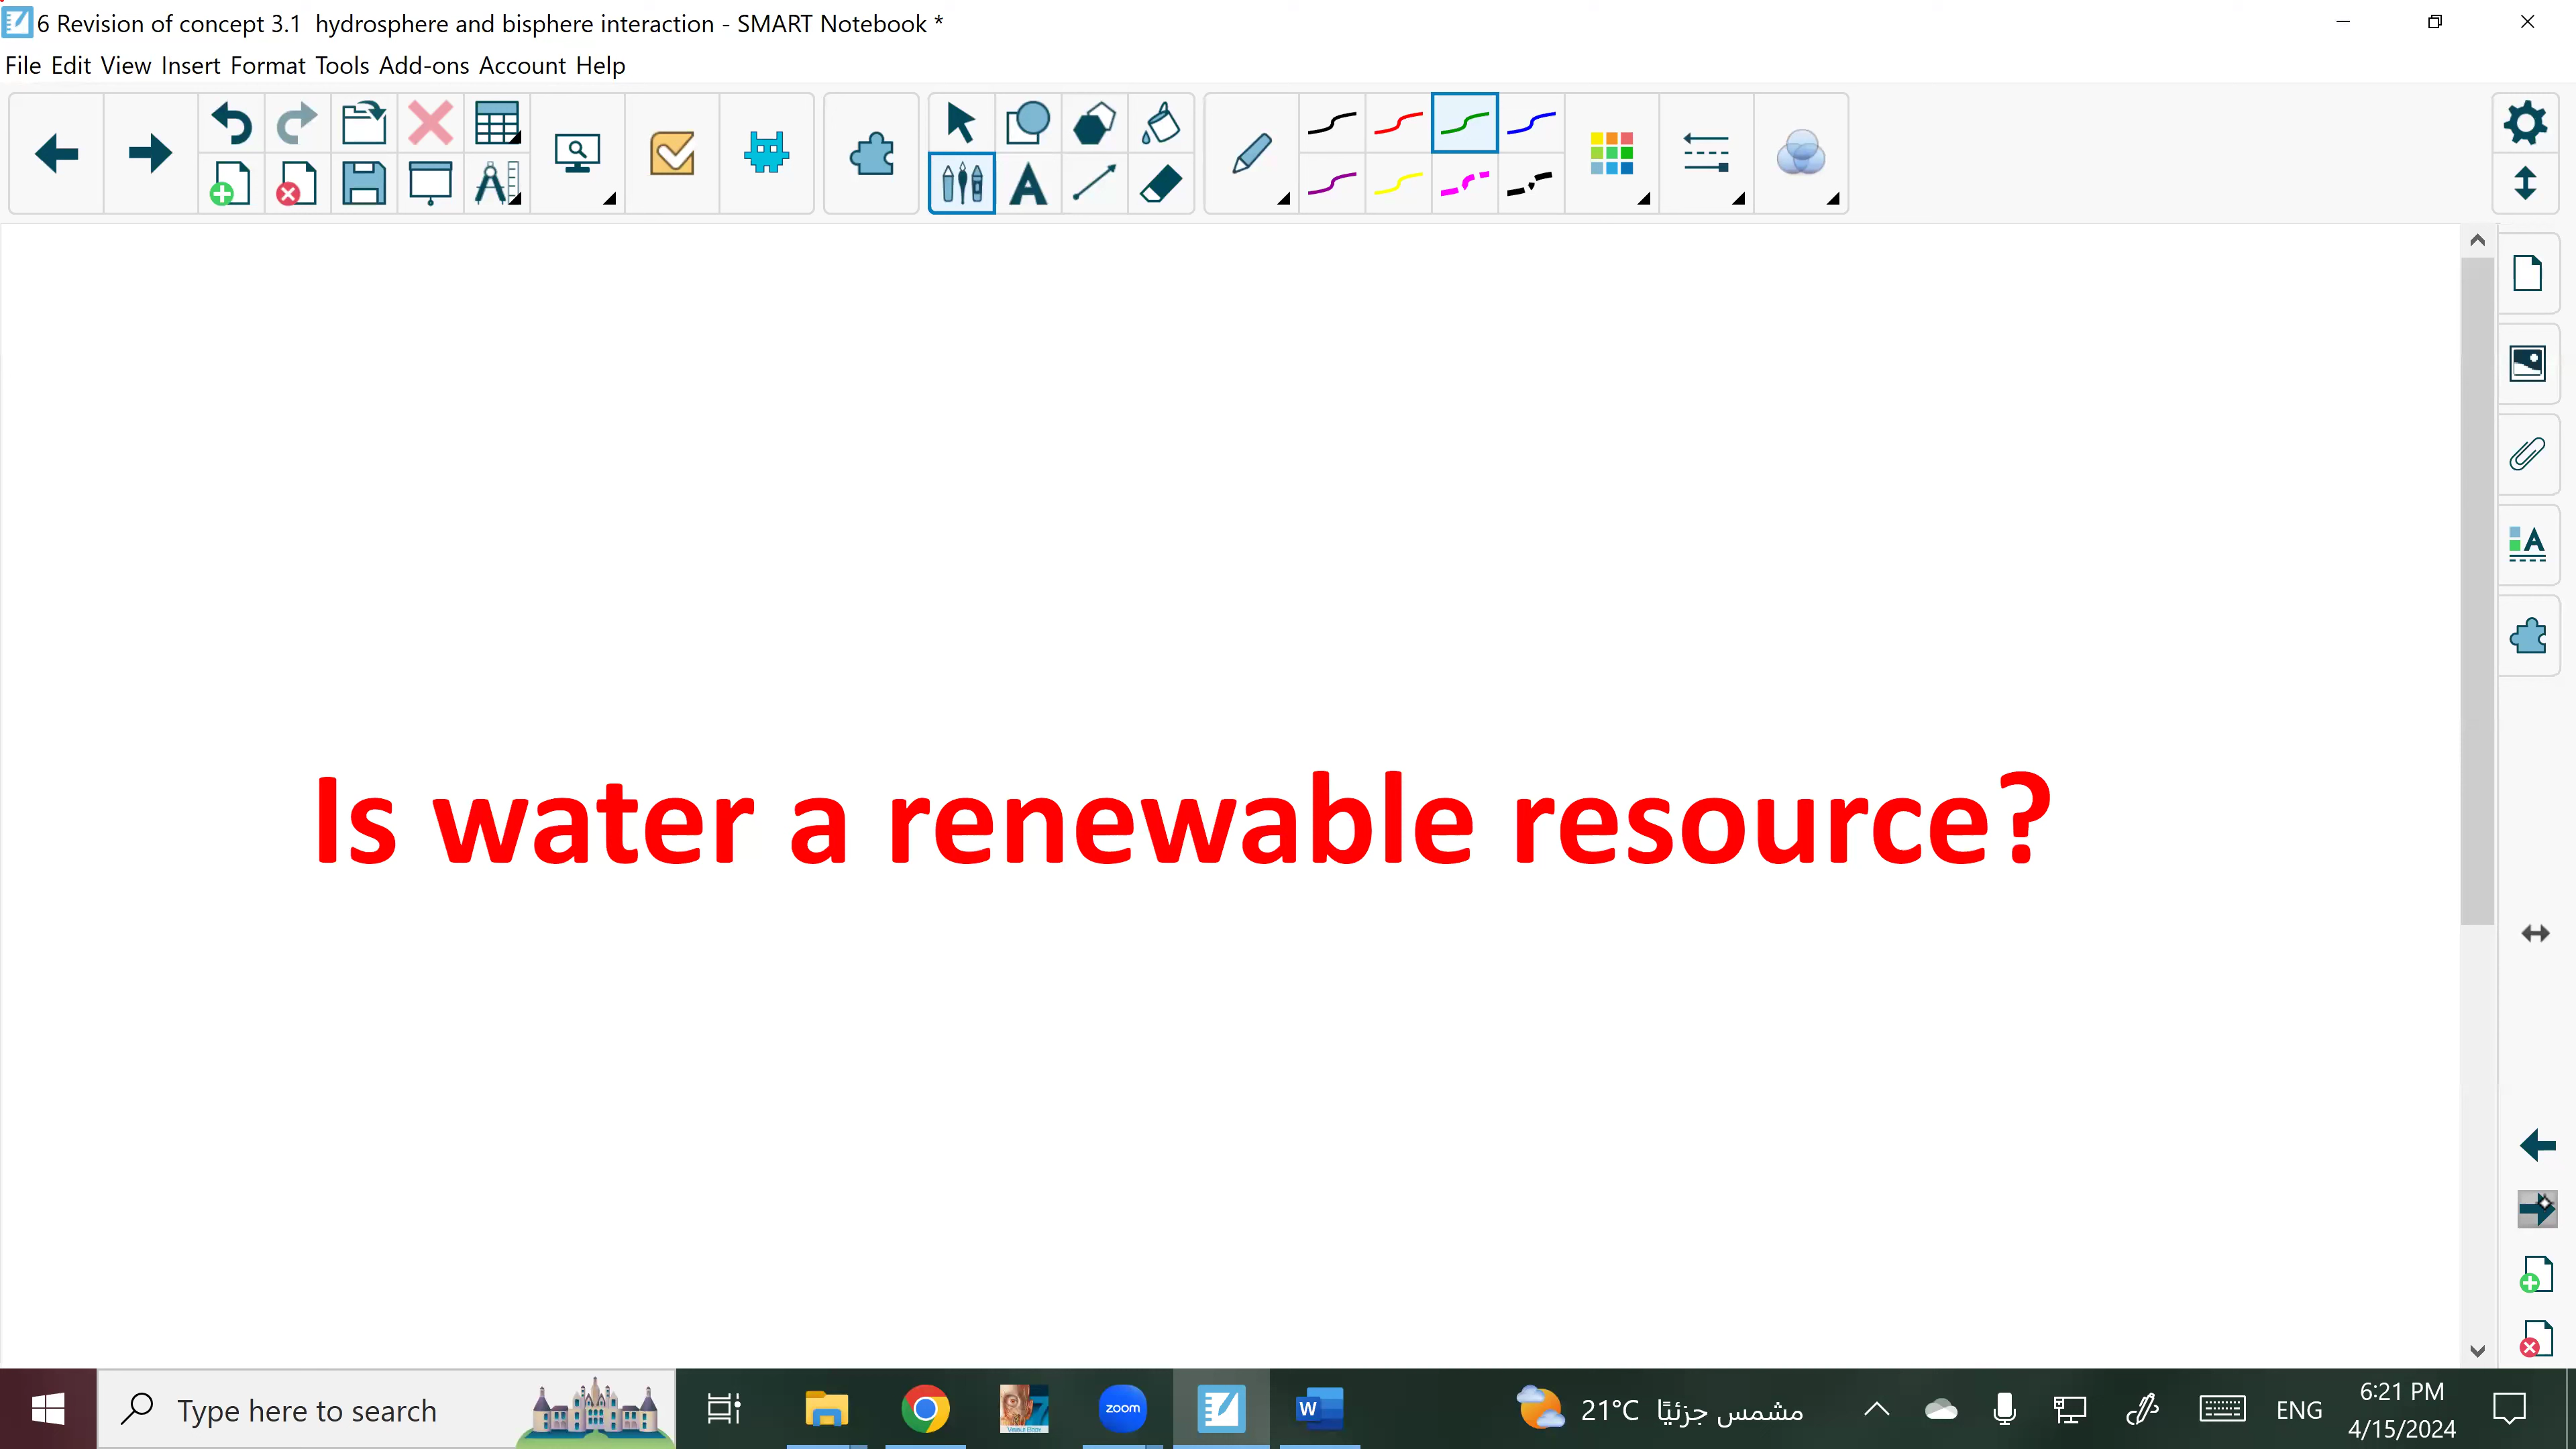 6 Revision of concept 3.1  hydrosphere and bisphere interaction - SMART Notebook *
File Edit View Insert Format Tools Add-ons Account Help
Is water a renewable resource?
Type here to search
zoom
W
21°C مشمس جزئيًا
ENG
6:21 PM
4/15/2024